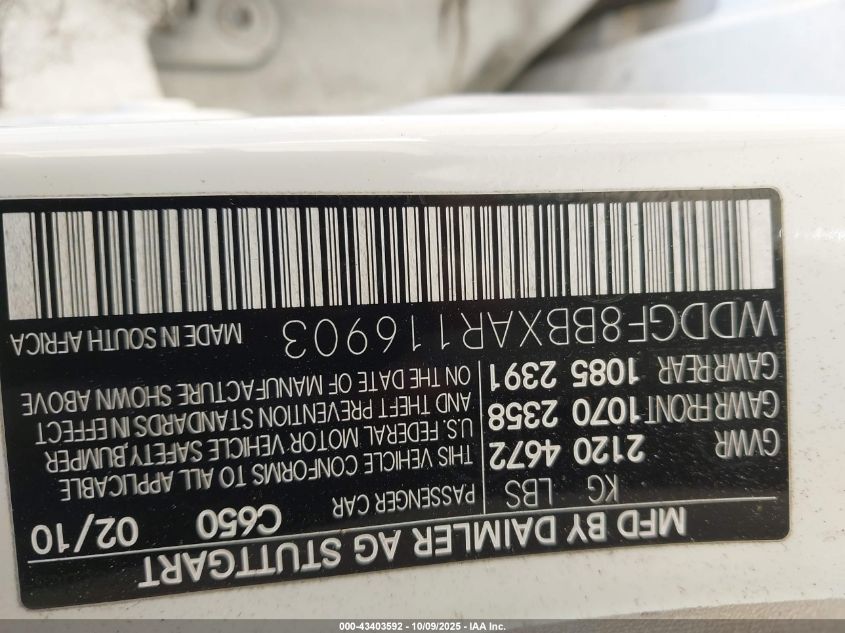 MFD BY DAIMLER AG STUTTGART
KG LBS PASSENGER CAR C650 02/10
GVWR 2120 4672
GAWR FRONT 1070 2358
GAWR REAR 1085 2391
THIS VEHICLE CONFORMS TO ALL APPLICABLE
U.S. FEDERAL MOTOR VEHICLE SAFETY BUMPER
AND THEFT PREVENTION STANDARDS IN EFFECT
ON THE DATE OF MANUFACTURE SHOWN ABOVE
WDDGF8BBXAR116903 MADE IN SOUTH AFRICA
000-43403592 - 10/09/2025 - IAA Inc.